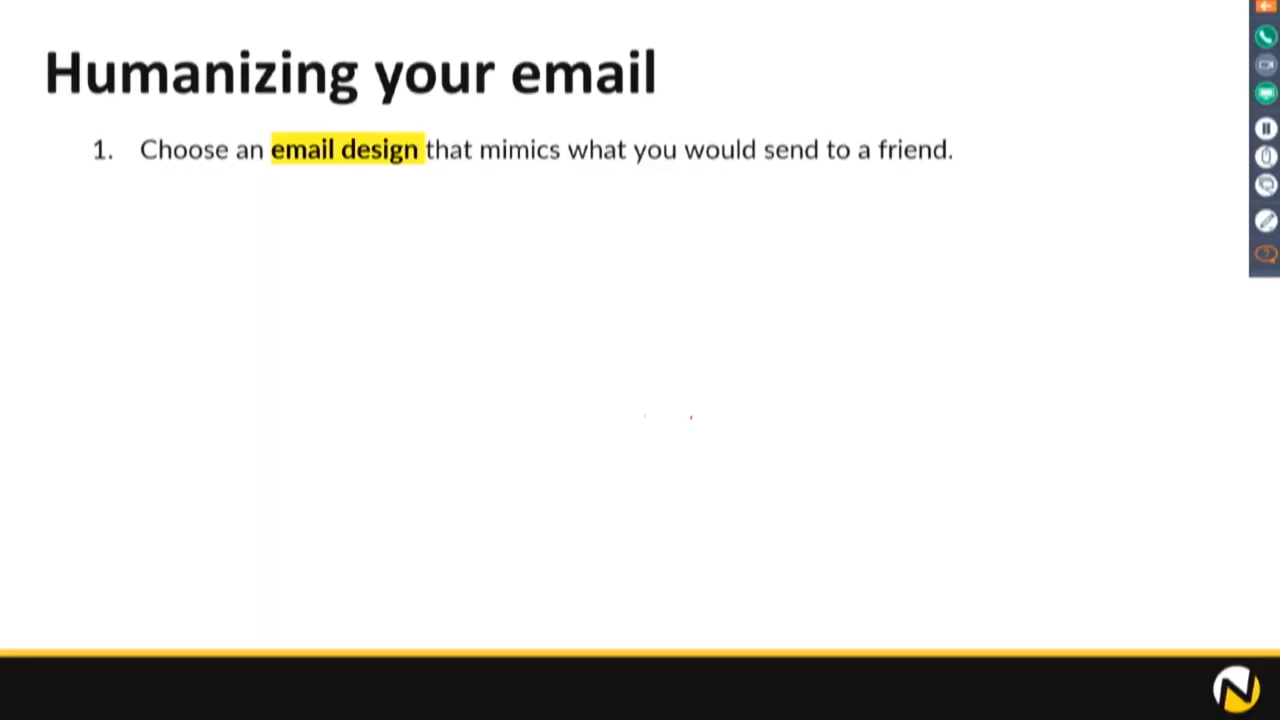 Humanizing your email
1. Choose an email design that mimics what you would send to a friend.